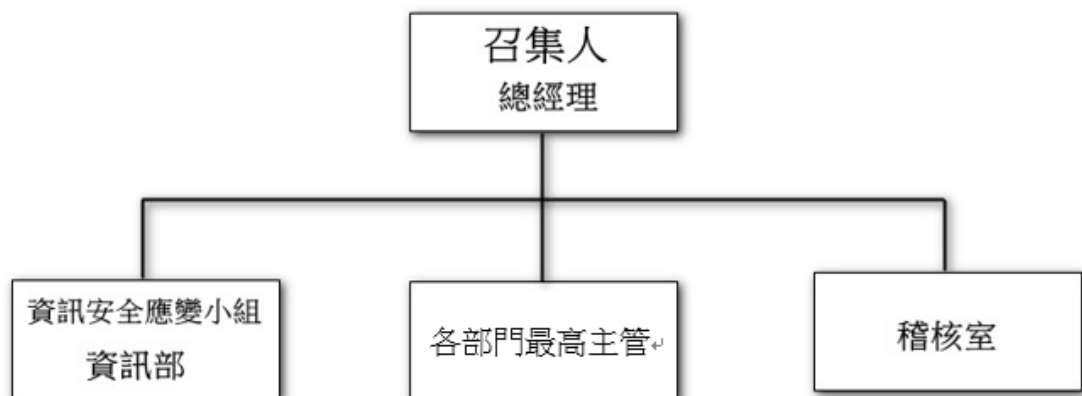 召集人
總經理
資訊安全應變小組
資訊部
各部門最高主管
稽核室